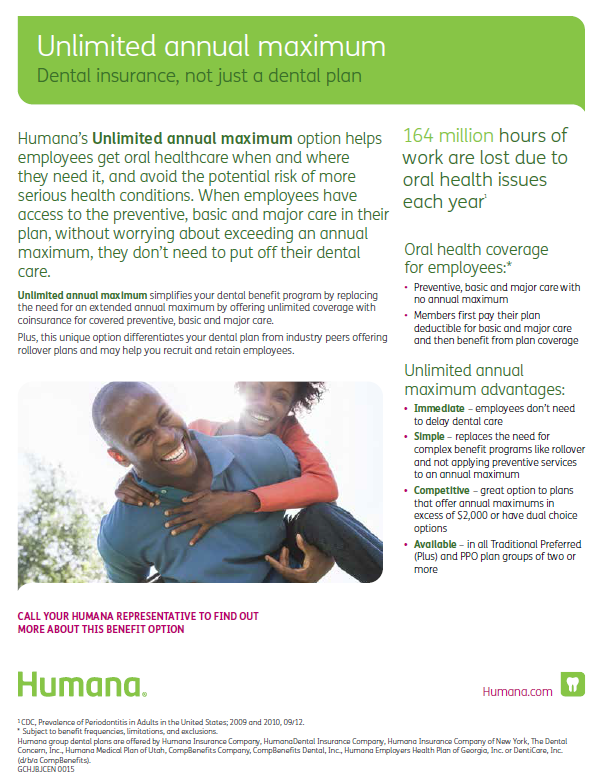 Unlimited annual maximum
Dental insurance, not just a dental plan
Humana's Unlimited annual maximum option helps
employees get oral healthcare when and where
they need it, and avoid the potential risk of more
serious health conditions. When employees have
access to the preventive, basic and major care in their
plan, without worrying about exceeding an annual
maximum, they don't need to put off their dental
care.
Unlimited annual maximum simplifies your dental benefit program by replacing
the need for an extended annual maximum by offering unlimited coverage with
coinsurance for covered preventive, basic and major care.
Plus, this unique option differentiates your dental plan from industry peers offering
rollover plans and may help you recruit and retain employees.
CALL YOUR HUMANA REPRESENTATIVE TO FIND OUT
MORE ABOUT THIS BENEFIT OPTION
164 million hours of
work are lost due to
oral health issues
each year¹
Oral health coverage
for employees:*
• Preventive, basic and major care with
no annual maximum
• Members first pay their plan
deductible for basic and major care
and then benefit from plan coverage
Unlimited annual
maximum advantages:
• Immediate – employees don't need
to delay dental care
• Simple – replaces the need for
complex benefit programs like rollover
and not applying preventive services
to an annual maximum
• Competitive – great option to plans
that offer annual maximums in
excess of $2,000 or have dual choice
options
• Available – in all Traditional Preferred
(Plus) and PPO plan groups of two or
more
Humana®
Humana.com
¹ CDC, Prevalence of Periodontitis in Adults in the United States; 2009 and 2010, 09/12.
* Subject to benefit frequencies, limitations, and exclusions.
Humana group dental plans are offered by Humana Insurance Company, HumanaDental Insurance Company, Humana Insurance Company of New York, The Dental
Concern, Inc., Humana Medical Plan of Utah, CompBenefits Company, CompBenefits Dental, Inc., Humana Employers Health Plan of Georgia, Inc. or DentiCare, Inc.
(d/b/a CompBenefits).
GCHJBJCEN 0015